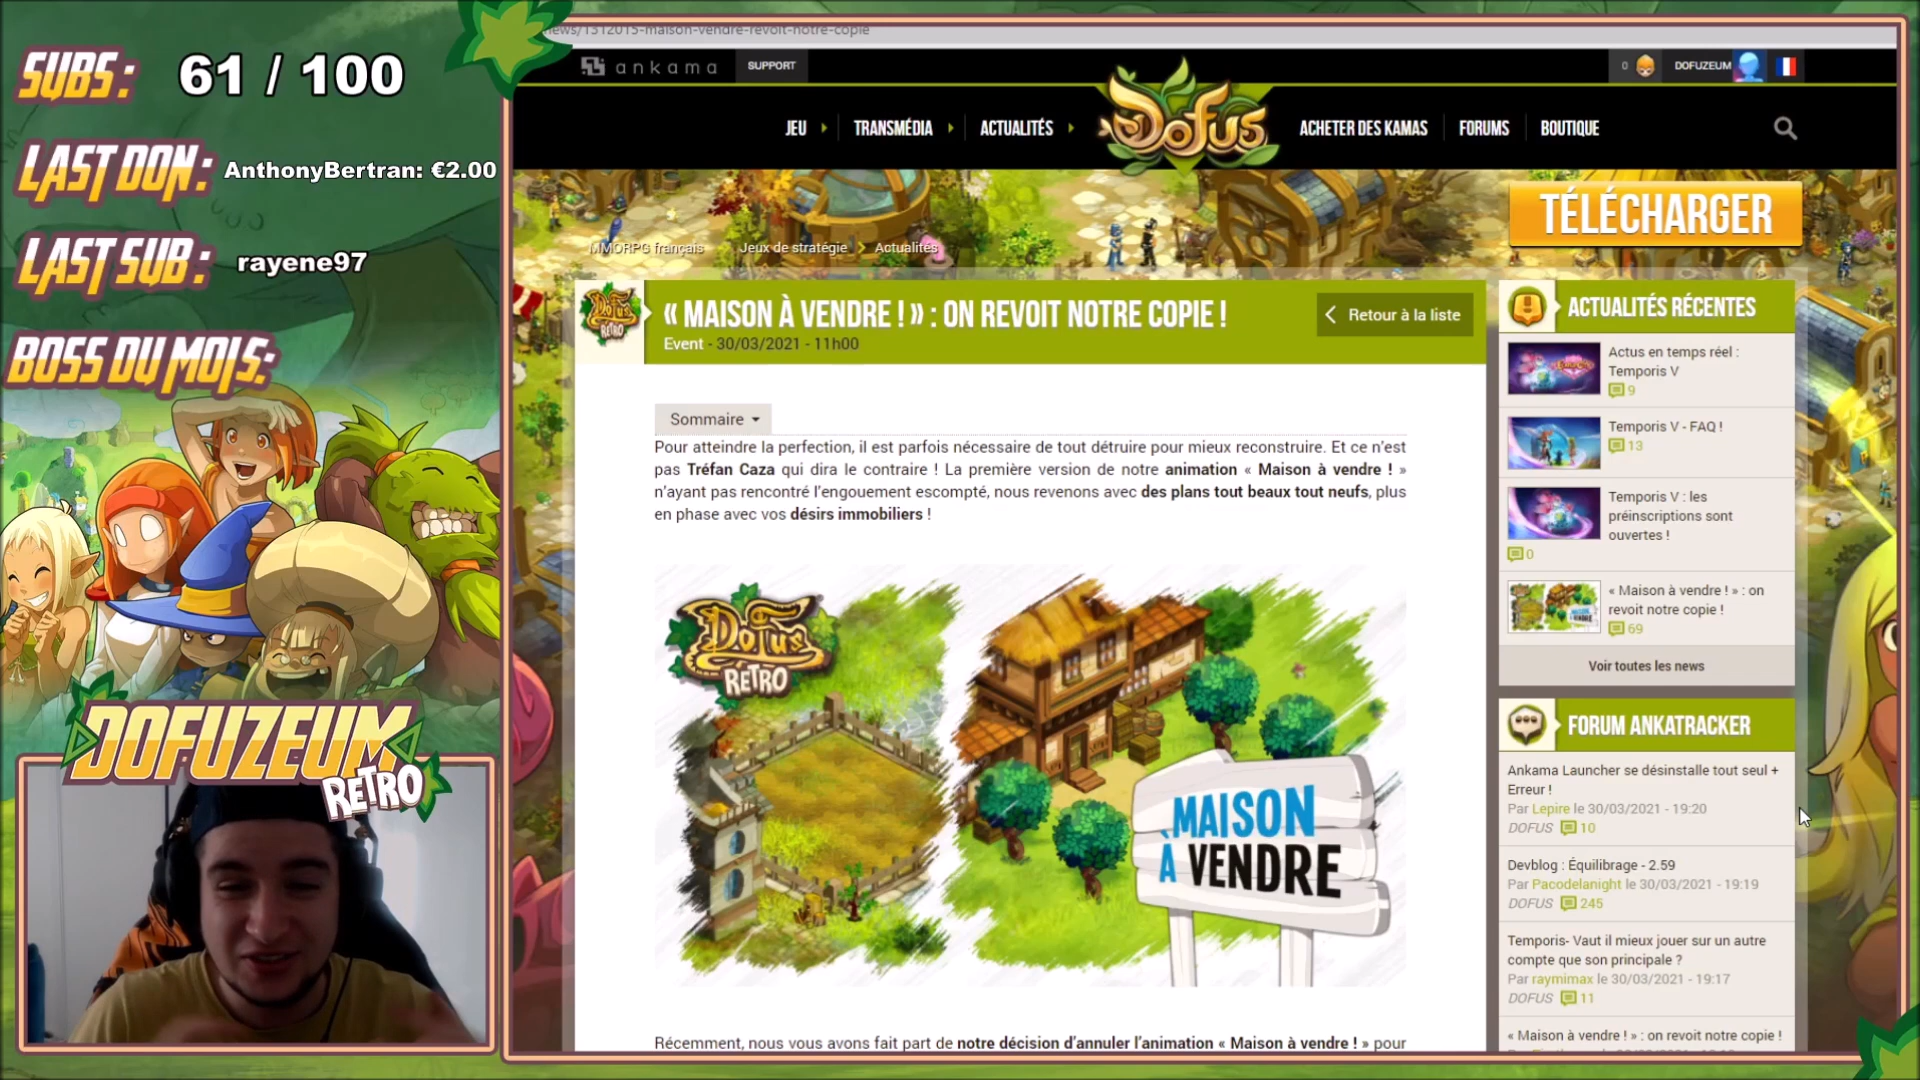 SUBS: 61 / 100
LAST DON: AnthonyBertran: €2.00
LAST SUB: rayene97
BOSS DU MOIS:
DOFUZEUM
RETRO
news/1312015-maison-vendre-revoit-notre-copie
ankama SUPPORT
0 DOFUZEUM
JEU TRANSMÉDIA ACTUALITÉS DOFUS ACHETER DES KAMAS FORUMS BOUTIQUE
TÉLÉCHARGER
MMORPG français Jeux de stratégie Actualités
DOFUS
RETRO
« MAISON À VENDRE ! » : ON REVOIT NOTRE COPIE !
Retour à la liste
Event - 30/03/2021 - 11h00
Sommaire
Pour atteindre la perfection, il est parfois nécessaire de tout détruire pour mieux reconstruire. Et ce n'est
pas Tréfan Caza qui dira le contraire ! La première version de notre animation « Maison à vendre ! »
n'ayant pas rencontré l'engouement escompté, nous revenons avec des plans tout beaux tout neufs, plus
en phase avec vos désirs immobiliers !
DOFUS
RETRO
MAISON
À VENDRE
Récemment, nous vous avons fait part de notre décision d'annuler l'animation « Maison à vendre ! » pour
ACTUALITÉS RÉCENTES
Actus en temps réel :
Temporis V
9
Temporis V - FAQ !
13
Temporis V : les
préinscriptions sont
ouvertes !
0
« Maison à vendre ! » : on
revoit notre copie !
69
Voir toutes les news
FORUM ANKATRACKER
Ankama Launcher se désinstalle tout seul +
Erreur !
Par Lepire le 30/03/2021 - 19:20
DOFUS 10
Devblog : Équilibrage - 2.59
Par Pacodelanight le 30/03/2021 - 19:19
DOFUS 245
Temporis- Vaut il mieux jouer sur un autre
compte que son principale ?
Par raymimax le 30/03/2021 - 19:17
DOFUS 11
« Maison à vendre ! » : on revoit notre copie !